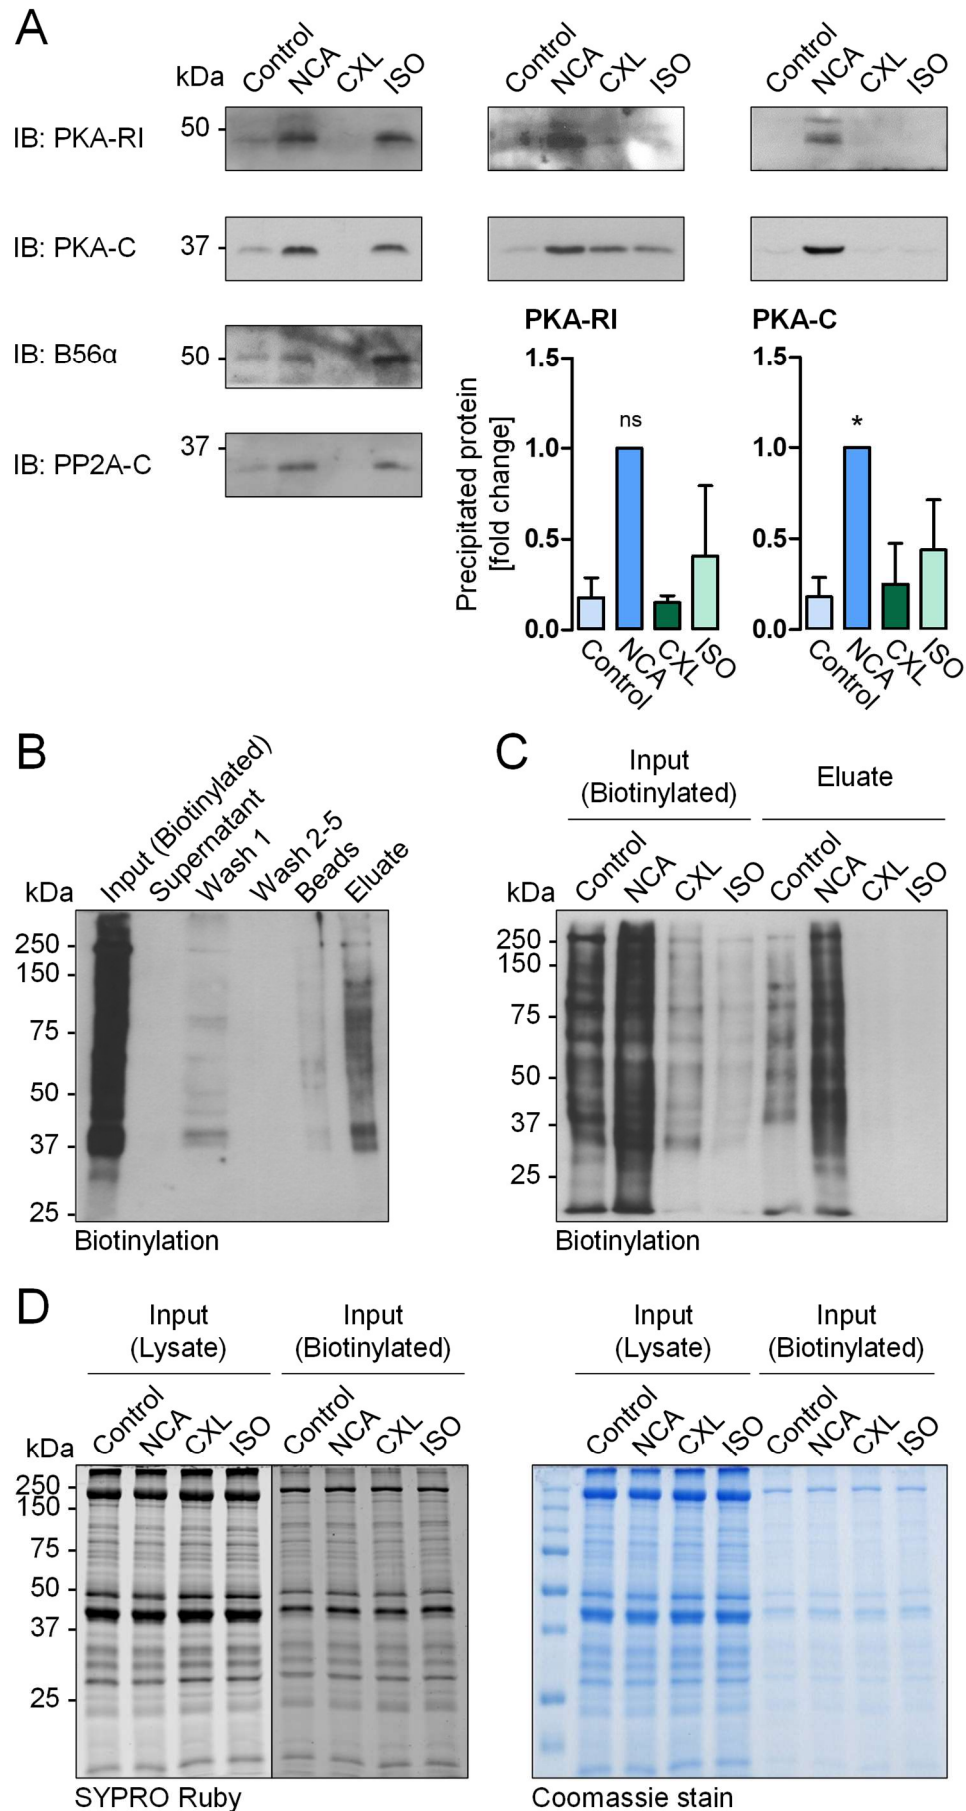 A
kDa
Control
NCA
CXL
ISO
Control
NCA
CXL
ISO
Control
NCA
CXL
ISO
IB: PKA-RI
50
IB: PKA-C
37
IB: B56α
50
IB: PP2A-C
37
PKA-RI
PKA-C
Precipitated protein
[fold change]
1.5
1.0
0.5
0.0
ns
Control
NCA
CXL
ISO
1.5
1.0
0.5
0.0
*
Control
NCA
CXL
ISO
B
kDa
Input (Biotinylated)
Supernatant
Wash 1
Wash 2-5
Beads
Eluate
250
150
75
50
37
25
Biotinylation
C
Input
(Biotinylated)
Eluate
kDa
Control
NCA
CXL
ISO
Control
NCA
CXL
ISO
250
150
75
50
37
25
Biotinylation
D
Input
(Lysate)
Input
(Biotinylated)
kDa
Control
NCA
CXL
ISO
Control
NCA
CXL
ISO
250
150
75
50
37
25
SYPRO Ruby
Input
(Lysate)
Input
(Biotinylated)
Control
NCA
CXL
ISO
Control
NCA
CXL
ISO
Coomassie stain